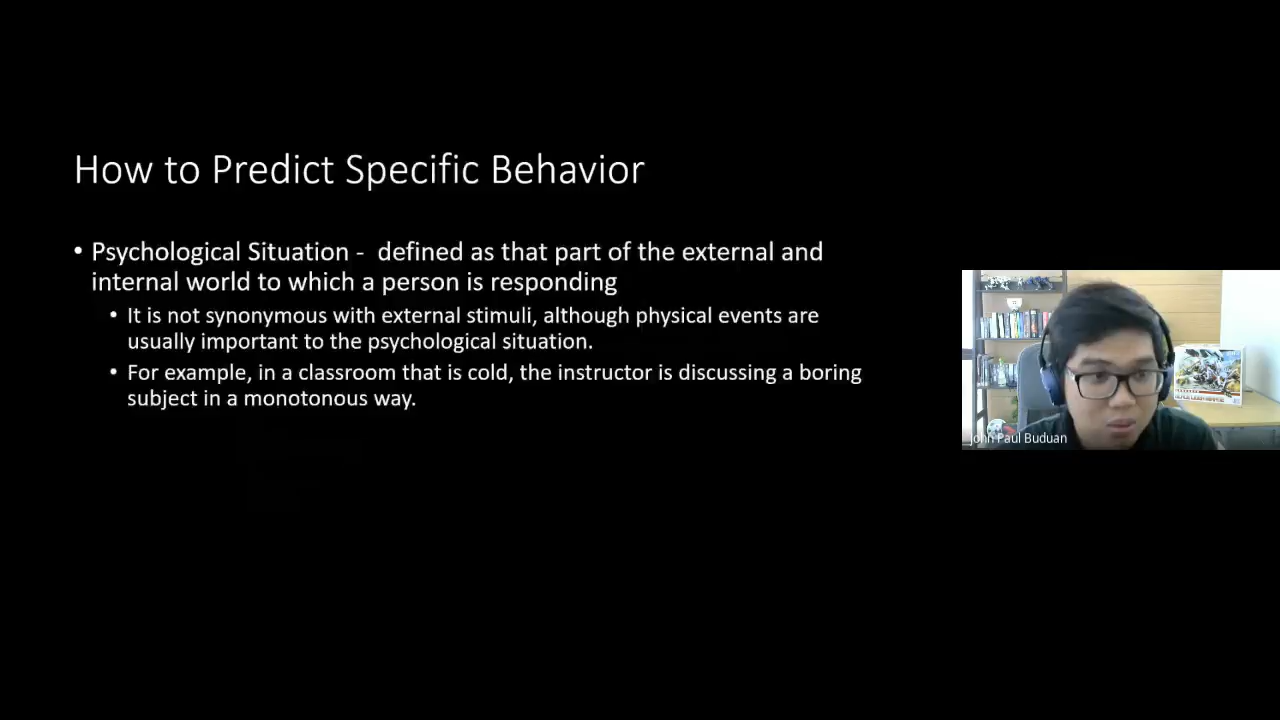 How to Predict Specific Behavior
• Psychological Situation - defined as that part of the external and
internal world to which a person is responding
• It is not synonymous with external stimuli, although physical events are
usually important to the psychological situation.
• For example, in a classroom that is cold, the instructor is discussing a boring
subject in a monotonous way.
John Paul Buduan